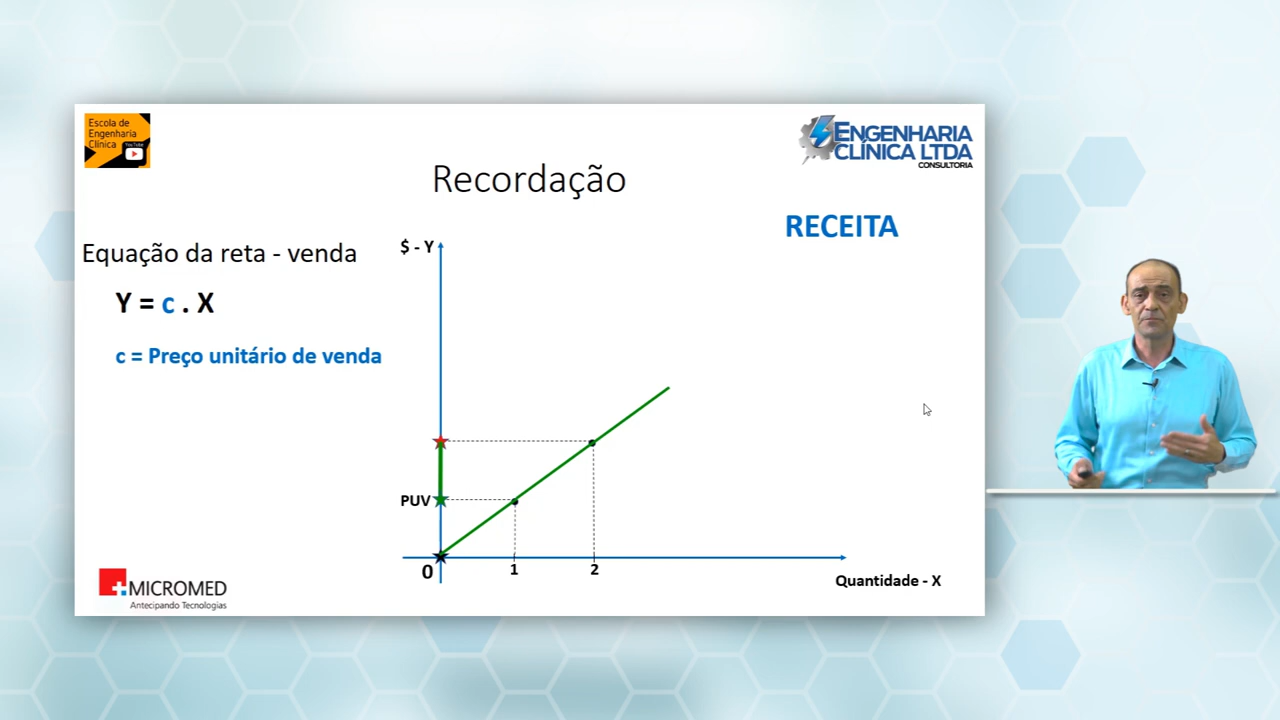 Escola de
Engenharia
Clínica
YouTube
ENGENHARIA
CLÍNICA LTDA
CONSULTORIA
Recordação
RECEITA
Equação da reta - venda
$ - Y
Y = c . X
c = Preço unitário de venda
PUV
0
1
2
Quantidade - X
MICROMED
Antecipando Tecnologias